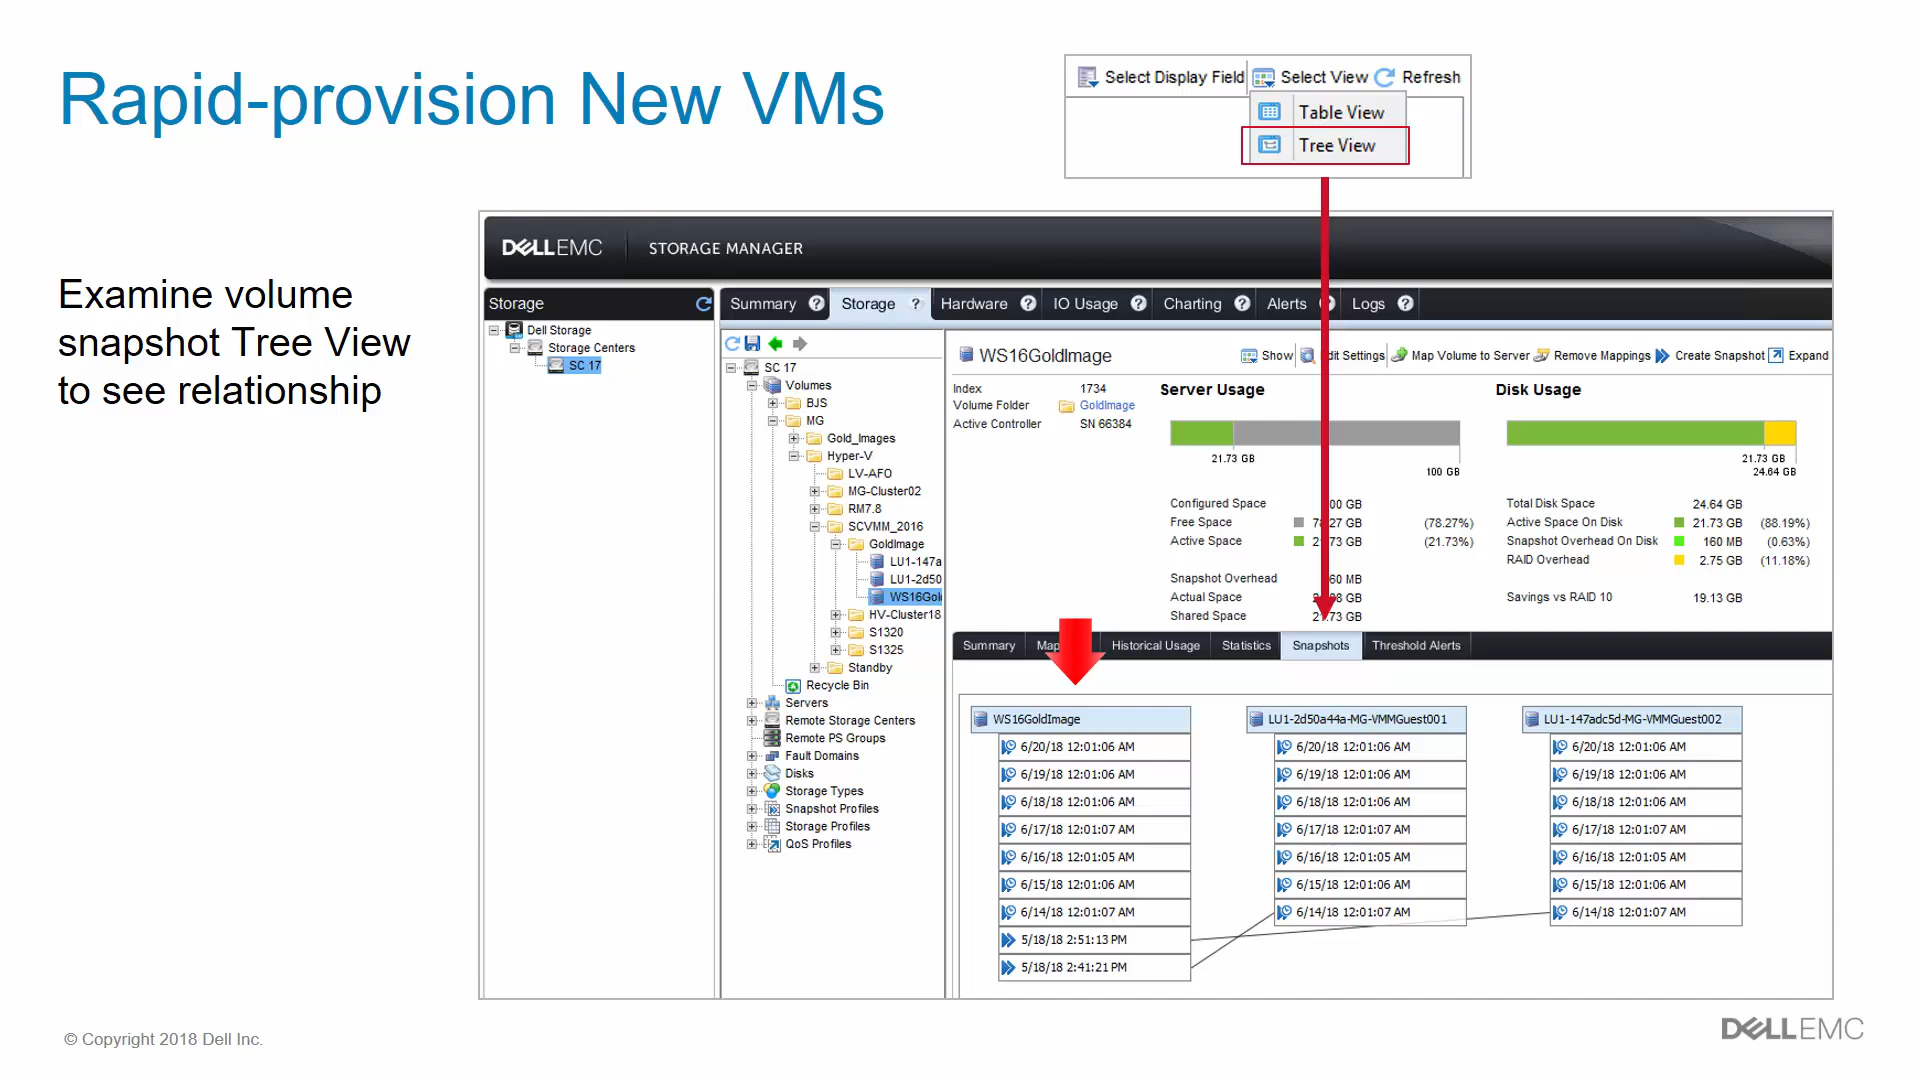 Rapid-provision New VMs
Select Display Field Select View Refresh
Table View
Tree View
Examine volume
snapshot Tree View
to see relationship
DELLEMC STORAGE MANAGER
Storage
Dell Storage
Storage Centers
SC 17
Summary ? Storage ? Hardware ? IO Usage ? Charting ? Alerts Logs ?
SC 17
Volumes
BJS
MG
Gold_Images
Hyper-V
LV-AFO
MG-Cluster02
RM7.8
SCVMM_2016
GoldImage
LU1-147a
LU1-2d50
WS16Gol
HV-Cluster18
S1320
S1325
Standby
Recycle Bin
Servers
Remote Storage Centers
Remote PS Groups
Fault Domains
Disks
Storage Types
Snapshot Profiles
Storage Profiles
QoS Profiles
WS16GoldImage
Show Settings Map Volume to Server Remove Mappings Create Snapshot Expand
Index 1734
Volume Folder GoldImage
Active Controller SN 66384
Server Usage
21.73 GB
100 GB
Configured Space GB
Free Space GB (78.27%)
Active Space GB (21.73%)
Snapshot Overhead MB
Actual Space GB
Shared Space GB
Disk Usage
21.73 GB
24.64 GB
Total Disk Space 24.64 GB
Active Space On Disk 21.73 GB (88.19%)
Snapshot Overhead On Disk 160 MB (0.63%)
RAID Overhead 2.75 GB (11.18%)
Savings vs RAID 10 19.13 GB
Summary Historical Usage Statistics Snapshots Threshold Alerts
WS16GoldImage
6/20/18 12:01:06 AM
6/19/18 12:01:06 AM
6/18/18 12:01:06 AM
6/17/18 12:01:07 AM
6/16/18 12:01:05 AM
6/15/18 12:01:06 AM
6/14/18 12:01:07 AM
5/18/18 2:51:13 PM
5/18/18 2:41:21 PM
LU1-2d50a44a-MG-VMMGuest001
6/20/18 12:01:06 AM
6/19/18 12:01:06 AM
6/18/18 12:01:06 AM
6/17/18 12:01:07 AM
6/16/18 12:01:05 AM
6/15/18 12:01:06 AM
6/14/18 12:01:07 AM
LU1-147adc5d-MG-VMMGuest002
6/20/18 12:01:06 AM
6/19/18 12:01:06 AM
6/18/18 12:01:06 AM
6/17/18 12:01:07 AM
6/16/18 12:01:05 AM
6/15/18 12:01:06 AM
6/14/18 12:01:07 AM
© Copyright 2018 Dell Inc.
DELLEMC